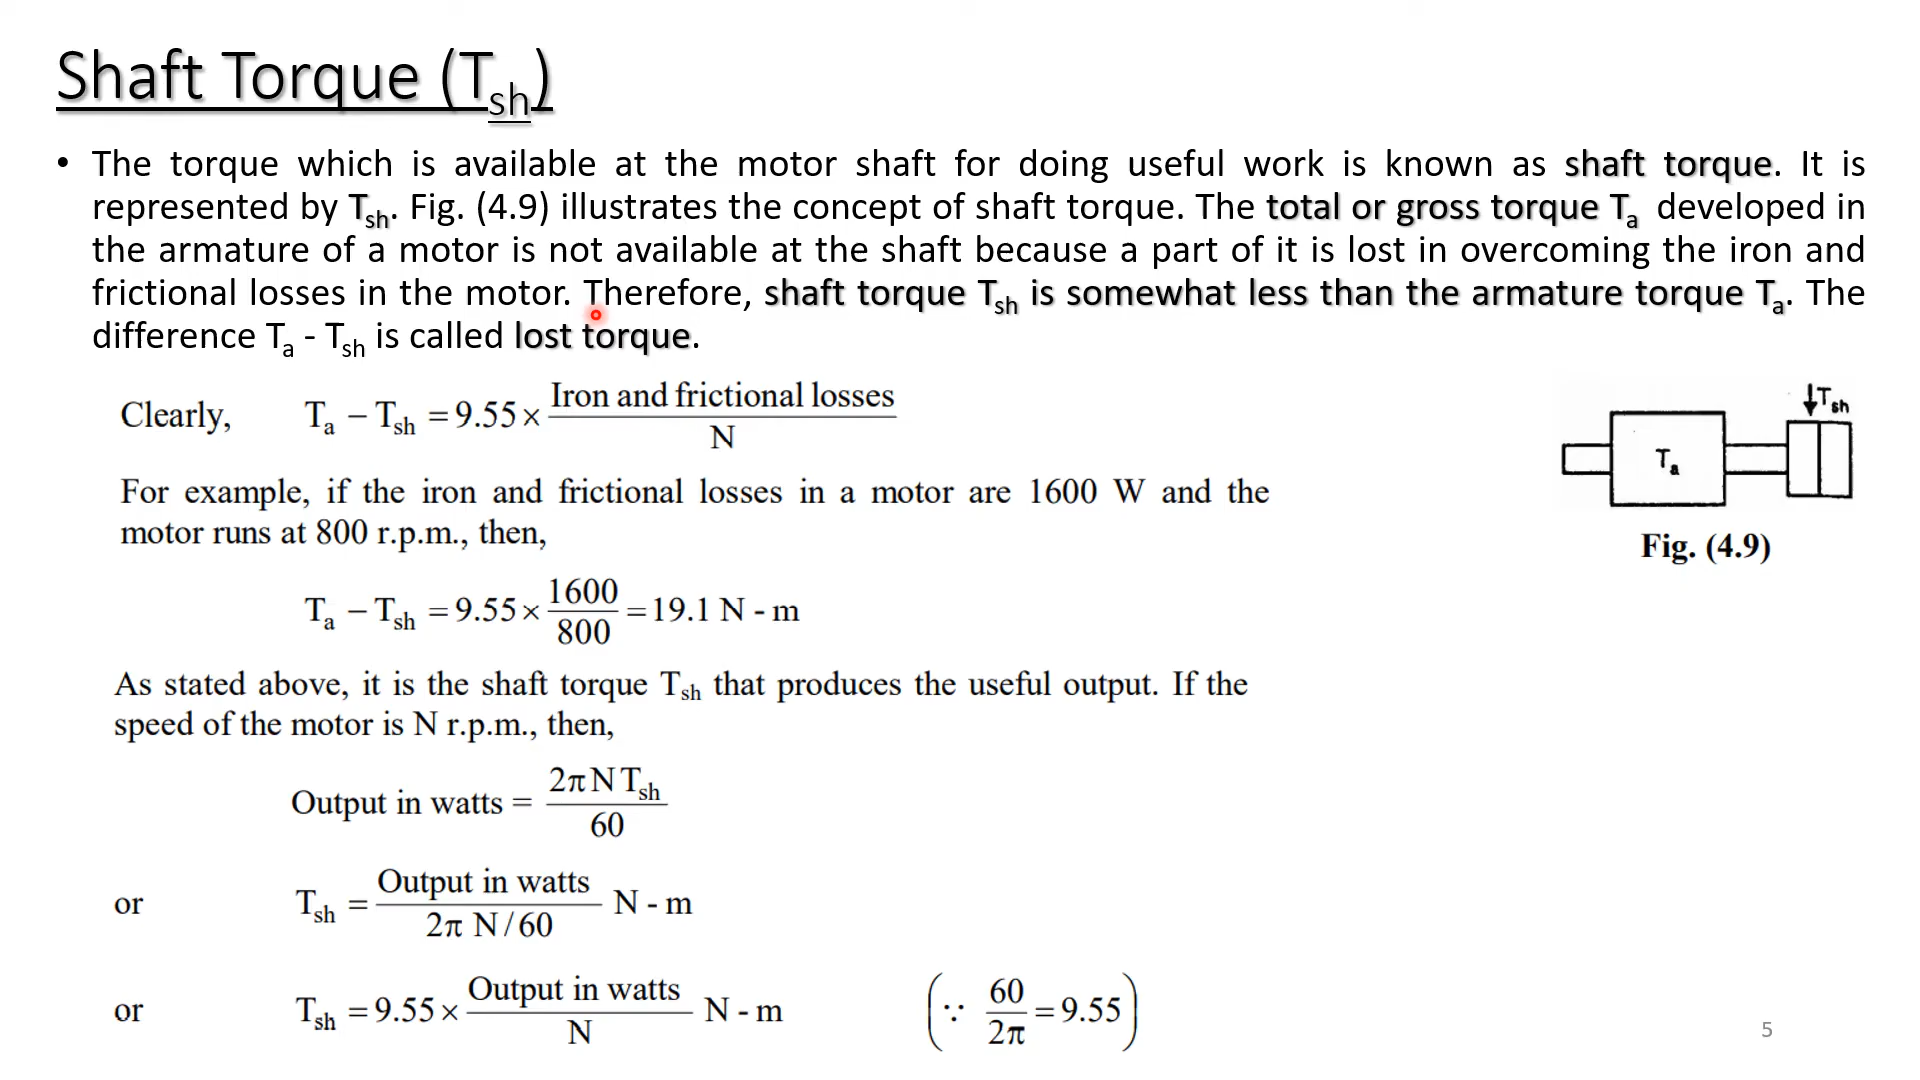 Shaft Torque (Tsh)
• The torque which is available at the motor shaft for doing useful work is known as shaft torque. It is
represented by Tsh. Fig. (4.9) illustrates the concept of shaft torque. The total or gross torque Ta developed in
the armature of a motor is not available at the shaft because a part of it is lost in overcoming the iron and
frictional losses in the motor. Therefore, shaft torque Tsh is somewhat less than the armature torque Ta. The
difference Ta - Tsh is called lost torque.
Clearly, Ta − Tsh = 9.55 × Iron and frictional losses / N
For example, if the iron and frictional losses in a motor are 1600 W and the
motor runs at 800 r.p.m., then,
Ta − Tsh = 9.55 × 1600 / 800 = 19.1 N - m
As stated above, it is the shaft torque Tsh that produces the useful output. If the
speed of the motor is N r.p.m., then,
Output in watts = 2π N Tsh / 60
or Tsh = Output in watts / 2π N / 60 N - m
or Tsh = 9.55 × Output in watts / N N - m (∵ 60 / 2π = 9.55)
Tsh
Ta
Fig. (4.9)
5